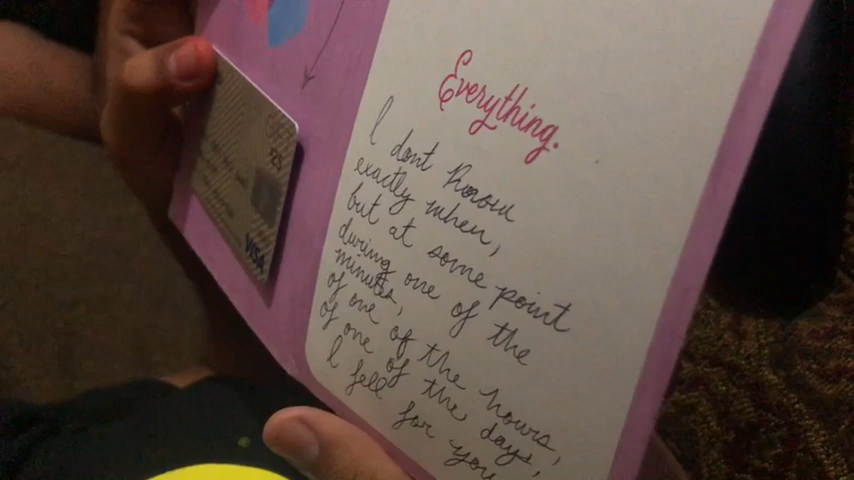 Everything.
I dont know
exactly when,
but at some point
during one of the
minutes,
of one of the hours,
of one of the days,
I fell for you
$25
VISA